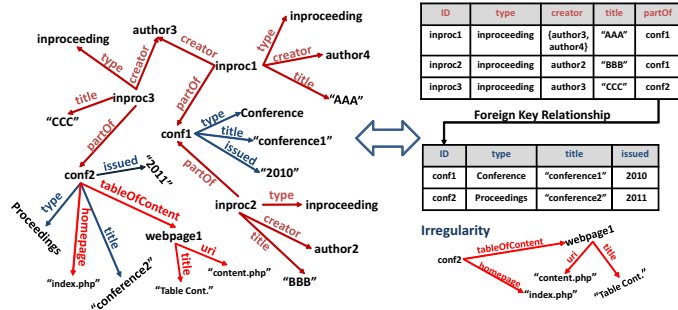 author3
inproceeding
type
creator
creator
inproc1
type
inproceeding
creator
author4
title
"AAA"
inproc3
title
"CCC"
partOf
partOf
conf1
type
Conference
title
"conference1"
issued
"2010"
partOf
conf2
issued
"2011"
type
Proceedings
homepage
"index.php"
title
"conference2"
tableOfContent
webpage1
uri
"content.php"
title
"Table Cont."
inproc2
type
inproceeding
creator
author2
title
"BBB"
ID type creator title partOf
inproc1 inproceeding {author3, author4} "AAA" conf1
inproc2 inproceeding author2 "BBB" conf1
inproc3 inproceeding author3 "CCC" conf2
Foreign Key Relationship
ID type title issued
conf1 Conference "conference1" 2010
conf2 Proceedings "conference2" 2011
Irregularity
conf2
tableOfContent
webpage1
homepage
"index.php"
uri
"content.php"
title
"Table Cont."